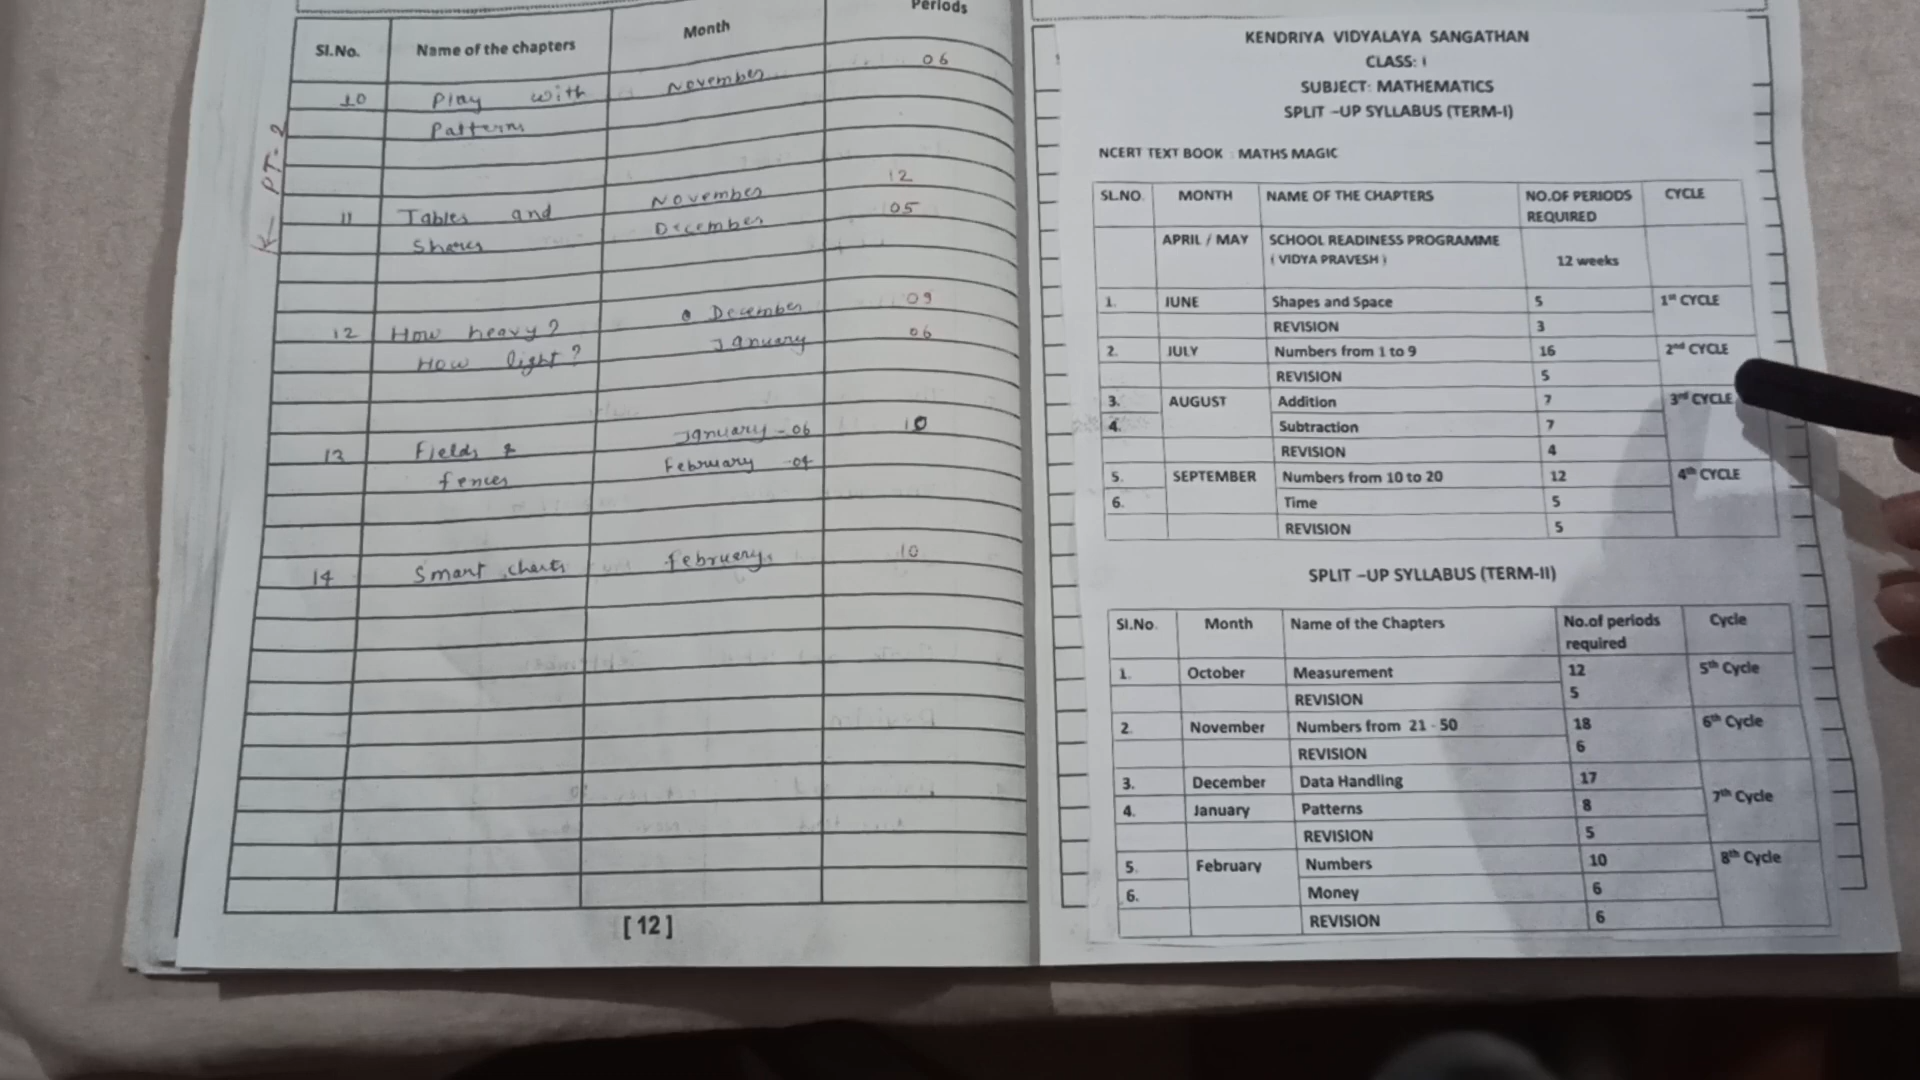 Periods
Sl.No. Name of the chapters Month
10 Play with November 06
Patterns
PT-2
11 Tables and November 12
Shares December 05
12 How heavy? December 09
How light? January 06
13 Fields & January - 06 10
fences February - 04
14 Smart charts February 10
[ 12 ]
KENDRIYA VIDYALAYA SANGATHAN
CLASS: I
SUBJECT: MATHEMATICS
SPLIT –UP SYLLABUS (TERM-I)
NCERT TEXT BOOK : MATHS MAGIC
SL.NO. MONTH NAME OF THE CHAPTERS NO.OF PERIODS CYCLE
REQUIRED
APRIL / MAY SCHOOL READINESS PROGRAMME
( VIDYA PRAVESH ) 12 weeks
1. JUNE Shapes and Space 5 1st CYCLE
REVISION 3
2. JULY Numbers from 1 to 9 16 2nd CYCLE
REVISION 5
3. AUGUST Addition 7 3rd CYCLE
4. Subtraction 7
REVISION 4
5. SEPTEMBER Numbers from 10 to 20 12 4th CYCLE
6. Time 5
REVISION 5
SPLIT –UP SYLLABUS (TERM-II)
Sl.No. Month Name of the Chapters No.of periods Cycle
required
1. October Measurement 12 5th Cycle
REVISION 5
2. November Numbers from 21 - 50 18 6th Cycle
REVISION 6
3. December Data Handling 17 7th Cycle
4. January Patterns 8
REVISION 5
5. February Numbers 10 8th Cycle
6. Money 6
REVISION 6